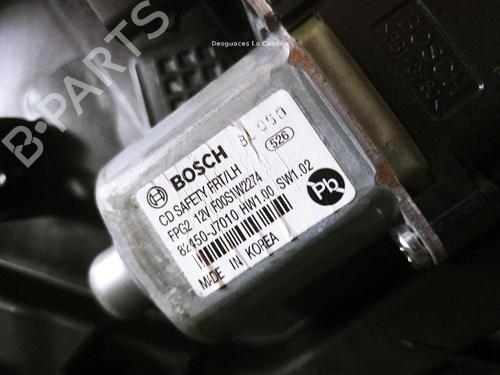 Desguaces La Cabaña
B-PARTS
BOSCH
BOSCH
526
CD SAFETY FRT/LH
FPG2 12V F00S1W2274
82450-J7010 HW1.00 SW1.02
MADE IN KOREA
Pb